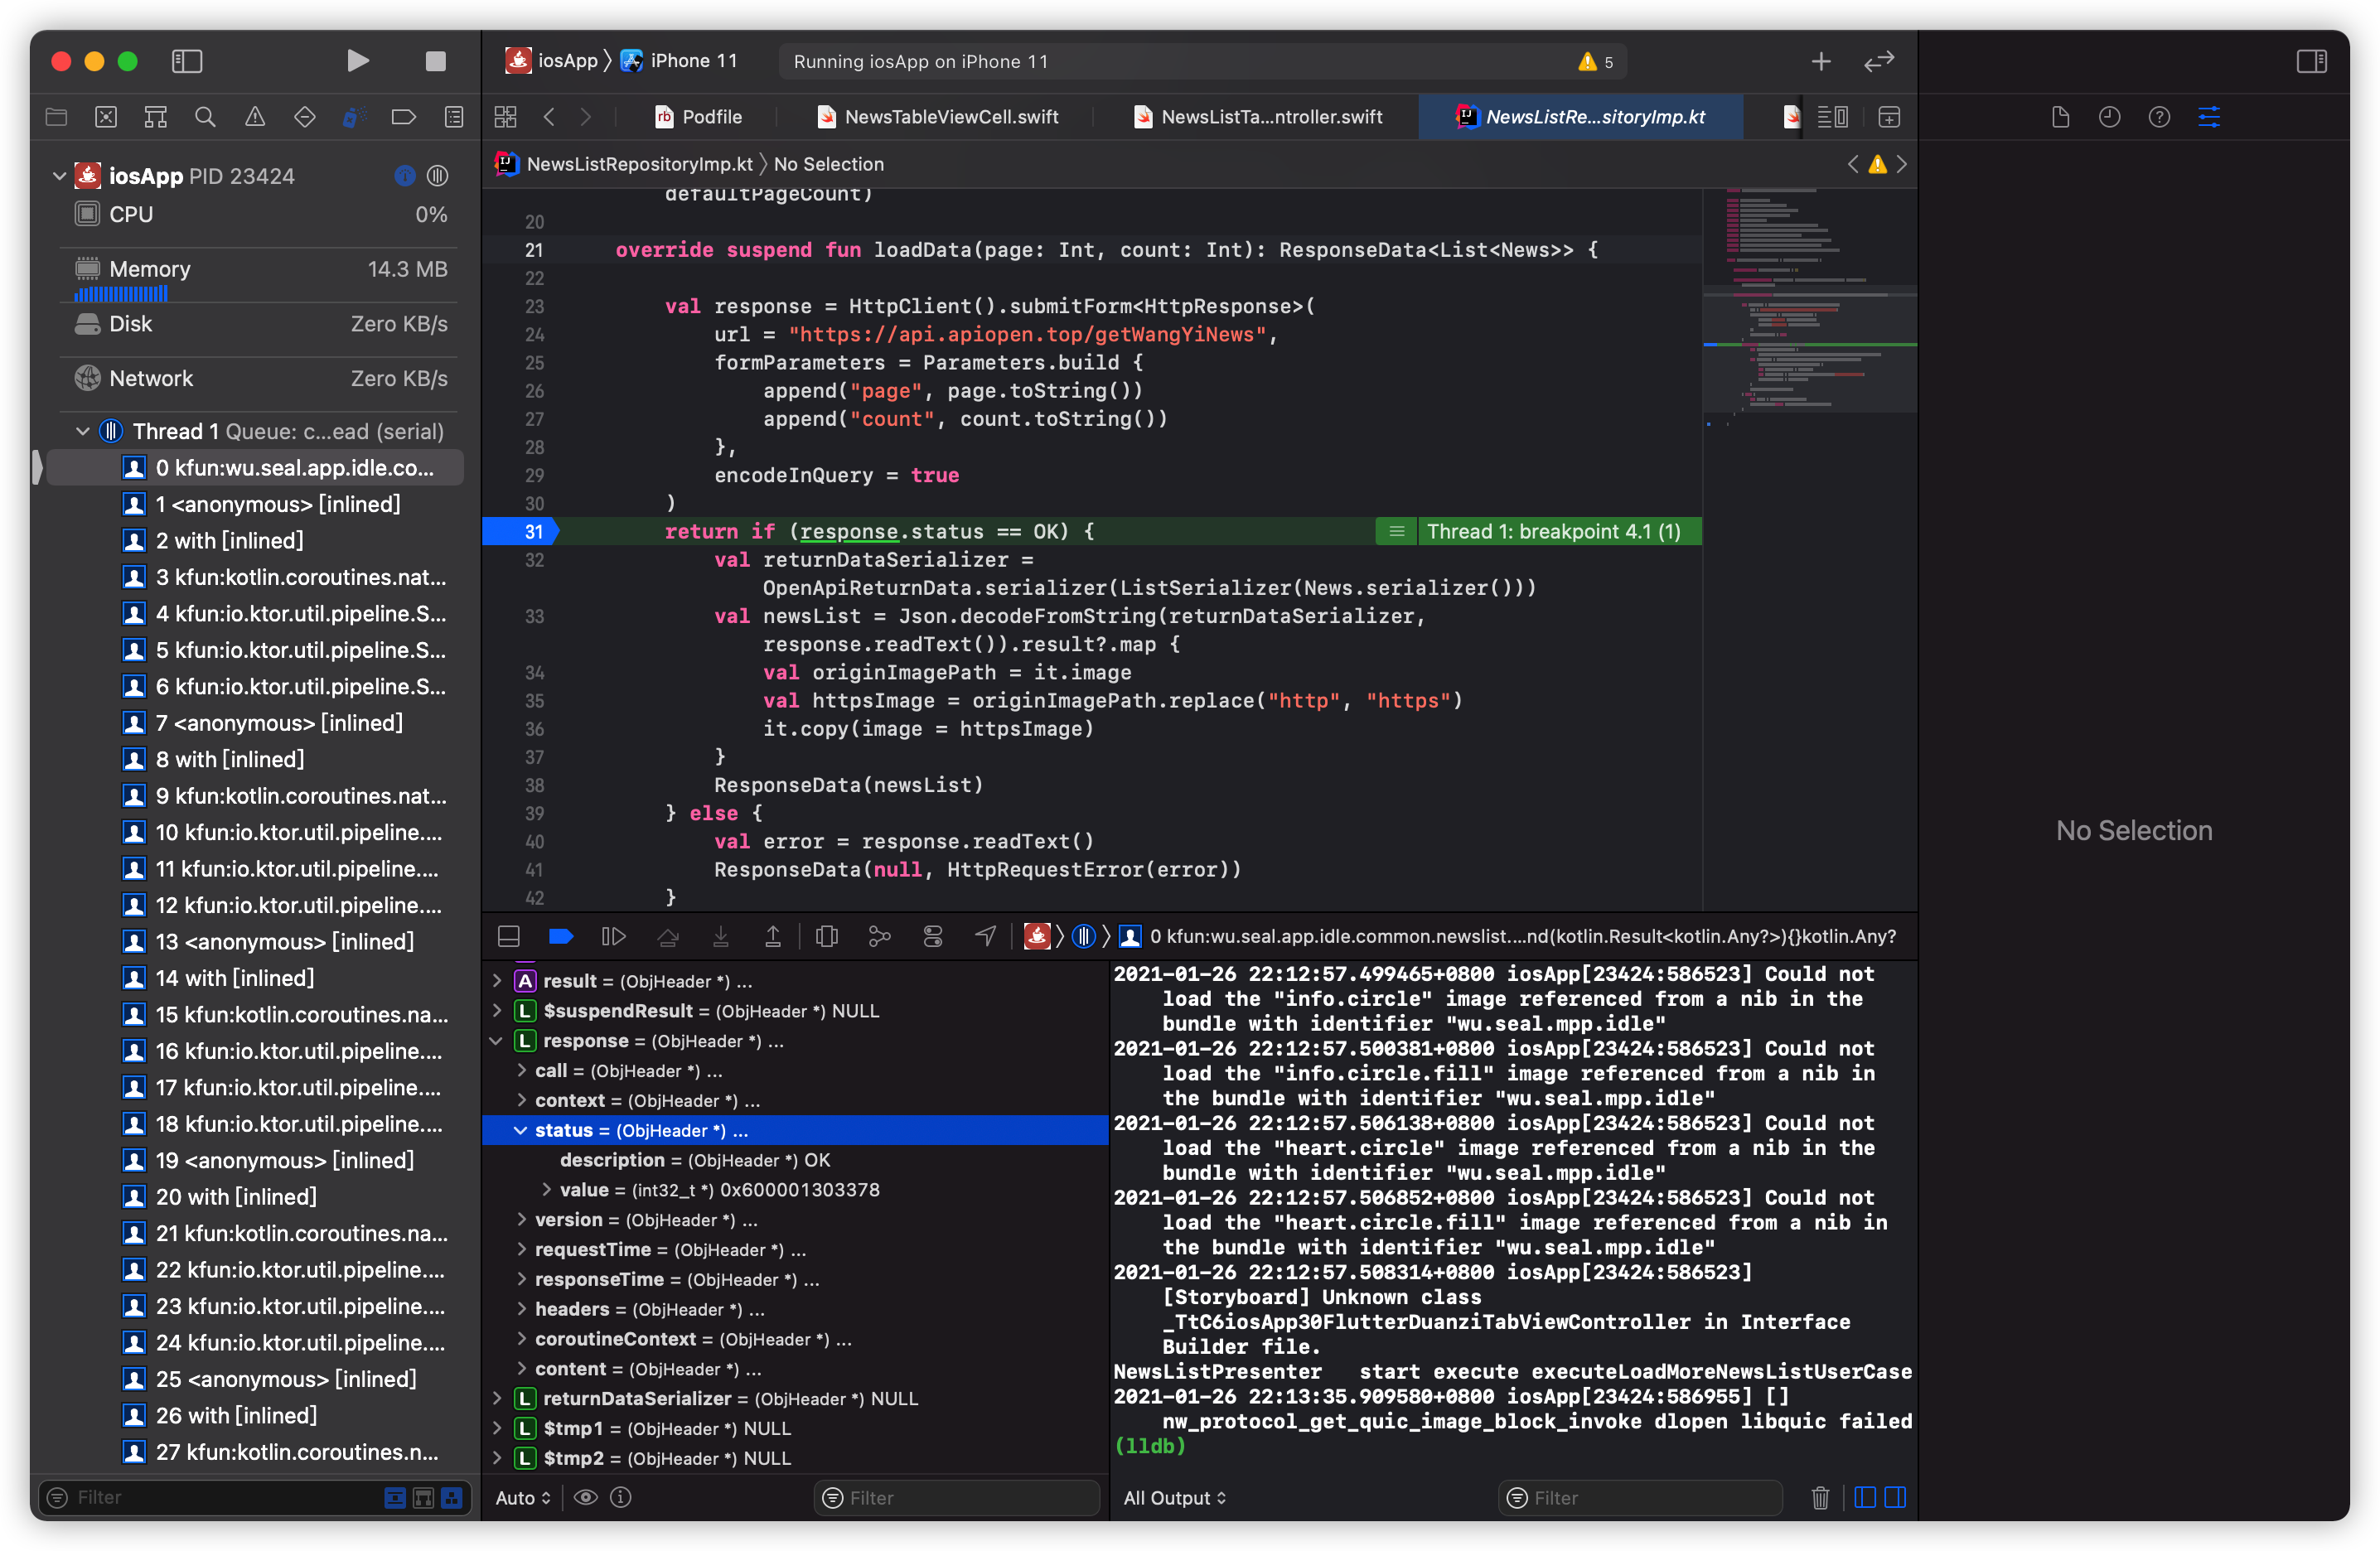 iosApp 〉 iPhone 11
Running iosApp on iPhone 11
5
Podfile
NewsTableViewCell.swift
NewsListTa...ntroller.swift
NewsListRe...sitoryImp.kt
NewsListRepositoryImp.kt 〉 No Selection
iosApp PID 23424
CPU 0%
Memory 14.3 MB
Disk Zero KB/s
Network Zero KB/s
Thread 1 Queue: c...ead (serial)
0 kfun:wu.seal.app.idle.co...
1 <anonymous> [inlined]
2 with [inlined]
3 kfun:kotlin.coroutines.nat...
4 kfun:io.ktor.util.pipeline.S...
5 kfun:io.ktor.util.pipeline.S...
6 kfun:io.ktor.util.pipeline.S...
7 <anonymous> [inlined]
8 with [inlined]
9 kfun:kotlin.coroutines.nat...
10 kfun:io.ktor.util.pipeline....
11 kfun:io.ktor.util.pipeline....
12 kfun:io.ktor.util.pipeline....
13 <anonymous> [inlined]
14 with [inlined]
15 kfun:kotlin.coroutines.na...
16 kfun:io.ktor.util.pipeline....
17 kfun:io.ktor.util.pipeline....
18 kfun:io.ktor.util.pipeline....
19 <anonymous> [inlined]
20 with [inlined]
21 kfun:kotlin.coroutines.na...
22 kfun:io.ktor.util.pipeline....
23 kfun:io.ktor.util.pipeline....
24 kfun:io.ktor.util.pipeline....
25 <anonymous> [inlined]
26 with [inlined]
27 kfun:kotlin.coroutines.n...
Filter
defaultPageCount)
20
21 override suspend fun loadData(page: Int, count: Int): ResponseData<List<News>> {
22
23 val response = HttpClient().submitForm<HttpResponse>(
24 url = "https://api.apiopen.top/getWangYiNews",
25 formParameters = Parameters.build {
26 append("page", page.toString())
27 append("count", count.toString())
28 },
29 encodeInQuery = true
30 )
31 return if (response.status == OK) { Thread 1: breakpoint 4.1 (1)
32 val returnDataSerializer =
OpenApiReturnData.serializer(ListSerializer(News.serializer()))
33 val newsList = Json.decodeFromString(returnDataSerializer,
response.readText()).result?.map {
34 val originImagePath = it.image
35 val httpsImage = originImagePath.replace("http", "https")
36 it.copy(image = httpsImage)
37 }
38 ResponseData(newsList)
39 } else {
40 val error = response.readText()
41 ResponseData(null, HttpRequestError(error))
42 }
0 kfun:wu.seal.app.idle.common.newslist....nd(kotlin.Result<kotlin.Any?>){}kotlin.Any?
A result = (ObjHeader *) ...
L $suspendResult = (ObjHeader *) NULL
L response = (ObjHeader *) ...
call = (ObjHeader *) ...
context = (ObjHeader *) ...
status = (ObjHeader *) ...
description = (ObjHeader *) OK
value = (int32_t *) 0x600001303378
version = (ObjHeader *) ...
requestTime = (ObjHeader *) ...
responseTime = (ObjHeader *) ...
headers = (ObjHeader *) ...
coroutineContext = (ObjHeader *) ...
content = (ObjHeader *) ...
L returnDataSerializer = (ObjHeader *) NULL
L $tmp1 = (ObjHeader *) NULL
L $tmp2 = (ObjHeader *) NULL
Auto
Filter
2021-01-26 22:12:57.499465+0800 iosApp[23424:586523] Could not
load the "info.circle" image referenced from a nib in the
bundle with identifier "wu.seal.mpp.idle"
2021-01-26 22:12:57.500381+0800 iosApp[23424:586523] Could not
load the "info.circle.fill" image referenced from a nib in
the bundle with identifier "wu.seal.mpp.idle"
2021-01-26 22:12:57.506138+0800 iosApp[23424:586523] Could not
load the "heart.circle" image referenced from a nib in the
bundle with identifier "wu.seal.mpp.idle"
2021-01-26 22:12:57.506852+0800 iosApp[23424:586523] Could not
load the "heart.circle.fill" image referenced from a nib in
the bundle with identifier "wu.seal.mpp.idle"
2021-01-26 22:12:57.508314+0800 iosApp[23424:586523]
[Storyboard] Unknown class
_TtC6iosApp30FlutterDuanziTabViewController in Interface
Builder file.
NewsListPresenter start execute executeLoadMoreNewsListUserCase
2021-01-26 22:13:35.909580+0800 iosApp[23424:586955] []
nw_protocol_get_quic_image_block_invoke dlopen libquic failed
(lldb)
All Output
Filter
No Selection